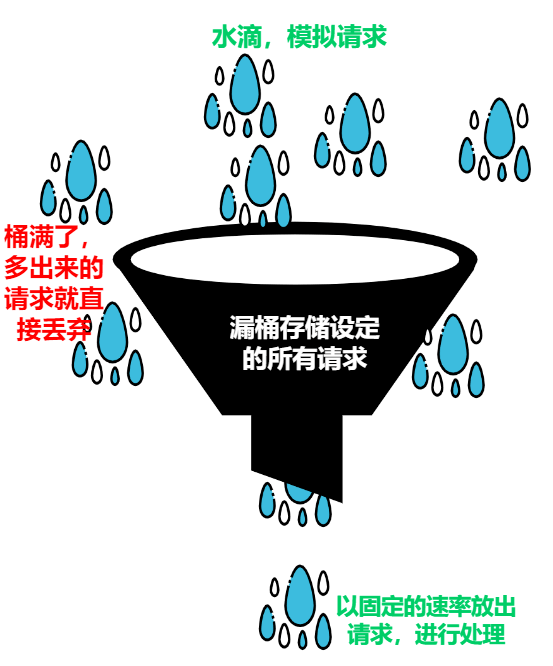 水滴，模拟请求
桶满了，
多出来的
请求就直
接丢弃
漏桶存储设定
的所有请求
以固定的速率放出
请求，进行处理